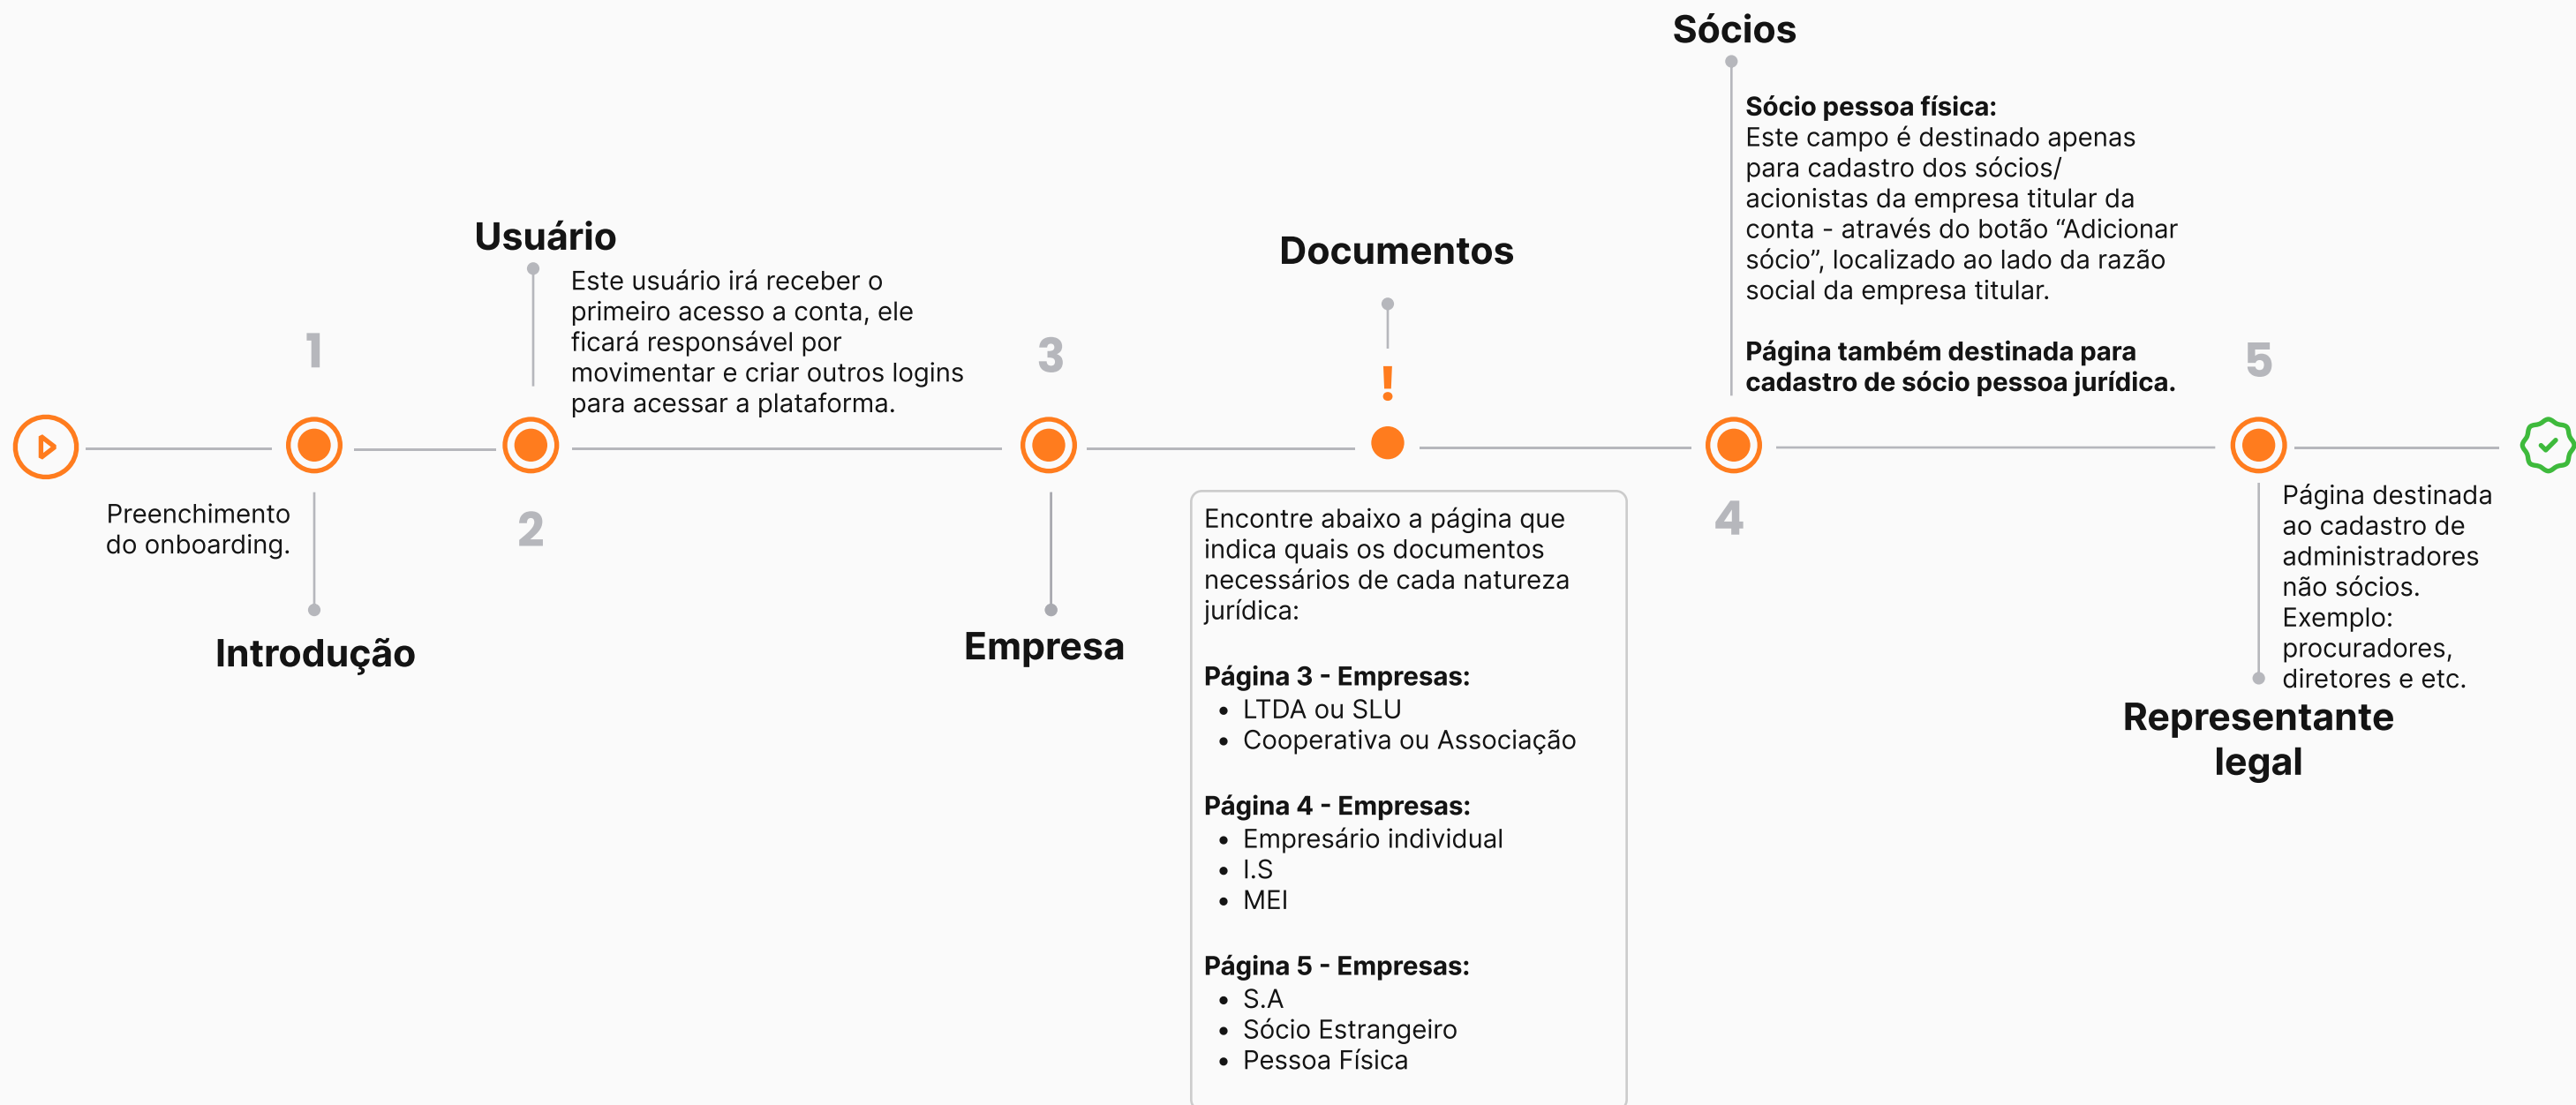 1
Preenchimento
do onboarding.
Introdução
Usuário
Este usuário irá receber o
primeiro acesso a conta, ele
ficará responsável por
movimentar e criar outros logins
para acessar a plataforma.
2
3
Empresa
Documentos
!
Encontre abaixo a página que
indica quais os documentos
necessários de cada natureza
jurídica:
Página 3 - Empresas:
• LTDA ou SLU
• Cooperativa ou Associação
Página 4 - Empresas:
• Empresário individual
• I.S
• MEI
Página 5 - Empresas:
• S.A
• Sócio Estrangeiro
• Pessoa Física
Sócios
Sócio pessoa física:
Este campo é destinado apenas
para cadastro dos sócios/
acionistas da empresa titular da
conta - através do botão “Adicionar
sócio”, localizado ao lado da razão
social da empresa titular.
Página também destinada para
cadastro de sócio pessoa jurídica.
4
5
Página destinada
ao cadastro de
administradores
não sócios.
Exemplo:
procuradores,
diretores e etc.
Representante
legal